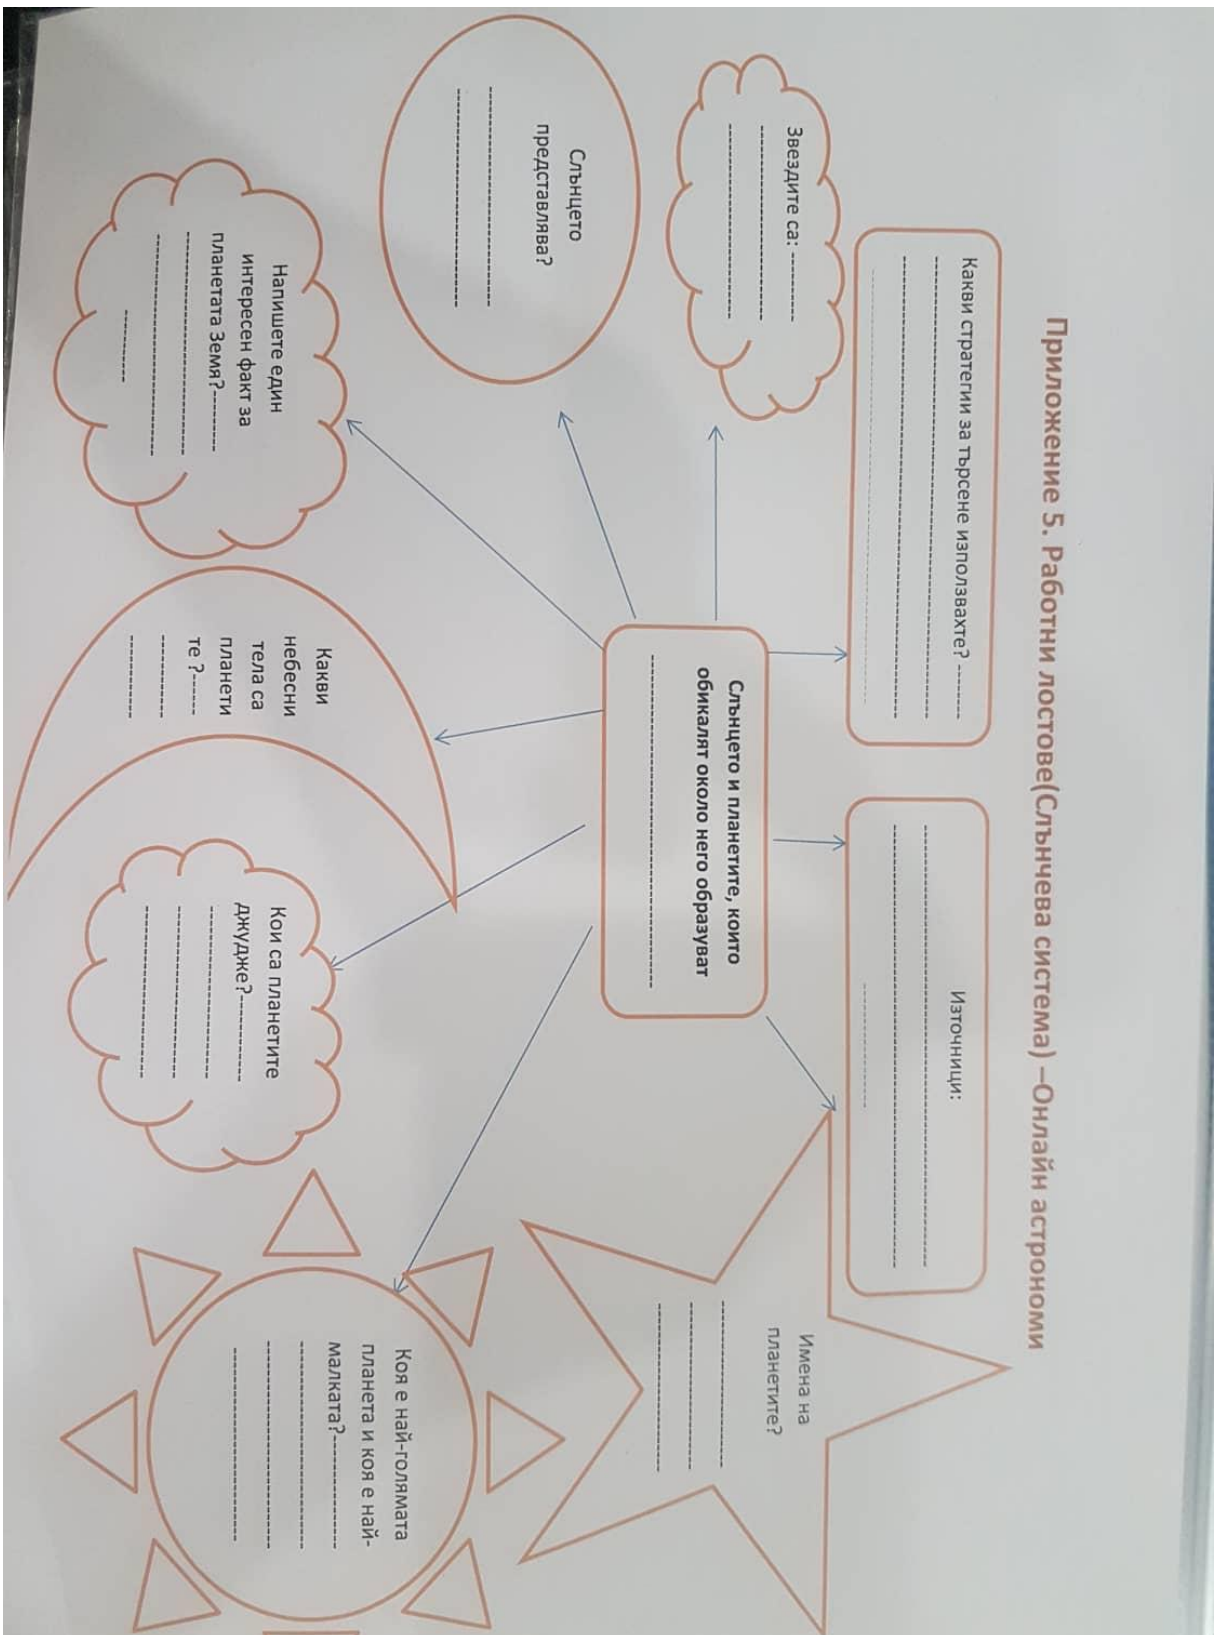 Приложение 5. Работни лостове(Слънчева система) –Онлайн астрономи
Какви стратегии за търсене използвахте? --------
Източници:
Звездите са: -----------
Слънцето
представлява?
Слънцето и планетите, които
обикалят около него образуват
Имена на
планетите?
Напишете един
интересен факт за
планетата Земя?---------
Какви
небесни
тела са
планети
те ?------
Кои са планетите
джудже?------------
Коя е най-голямата
планета и коя е най-
малката?--------------